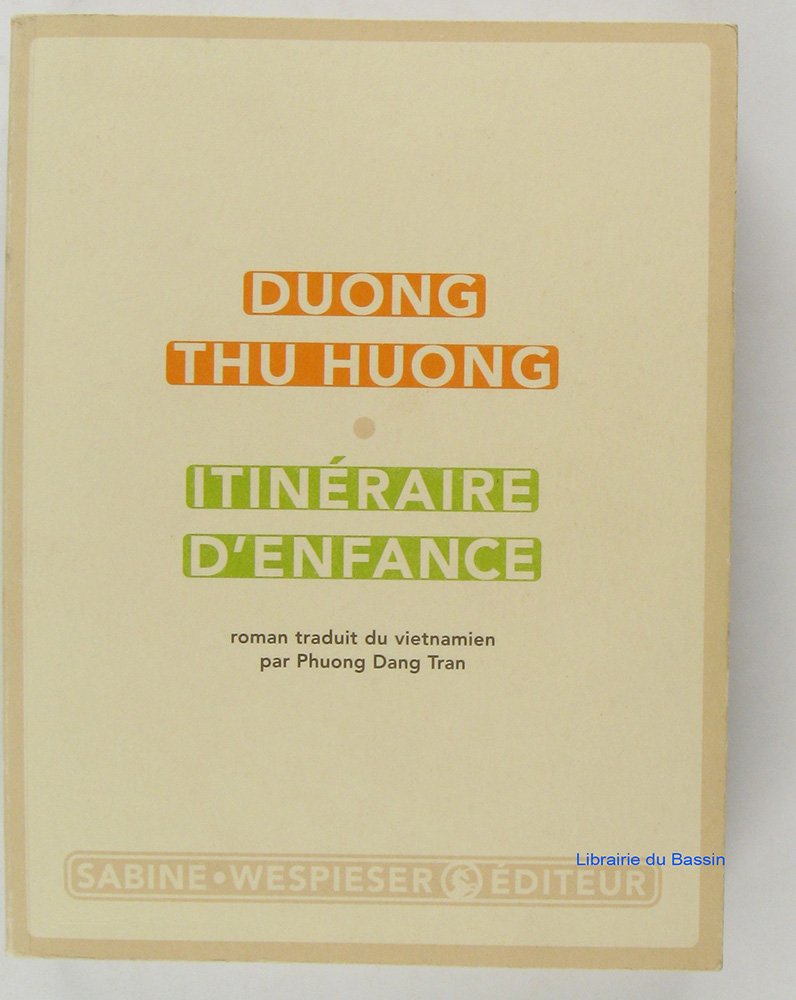 DUONG
THU HUONG
ITINÉRAIRE
D'ENFANCE
roman traduit du vietnamien
par Phuong Dang Tran
Librairie du Bassin
SABINE • WESPIESER ÉDITEUR